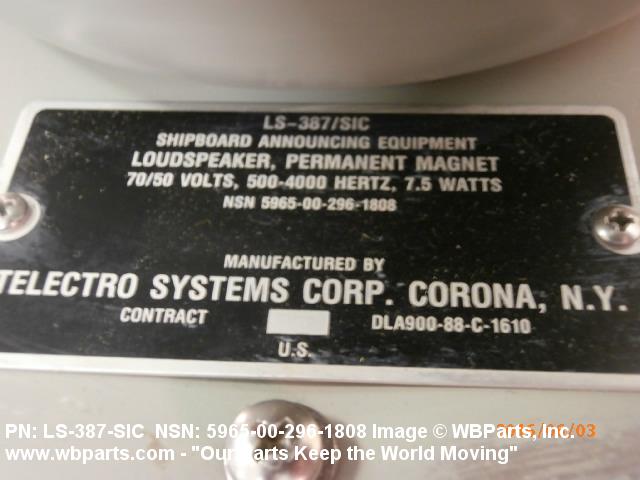 LS-387/SIC
SHIPBOARD ANNOUNCING EQUIPMENT
LOUDSPEAKER, PERMANENT MAGNET
70/50 VOLTS, 500-4000 HERTZ, 7.5 WATTS
NSN 5965-00-296-1808
MANUFACTURED BY
TELECTRO SYSTEMS CORP. CORONA, N.Y.
CONTRACT DLA900-88-C-1610
U.S.
PN: LS-387-SIC NSN: 5965-00-296-1808 Image © WBParts, Inc.
www.wbparts.com - "Our Parts Keep the World Moving"